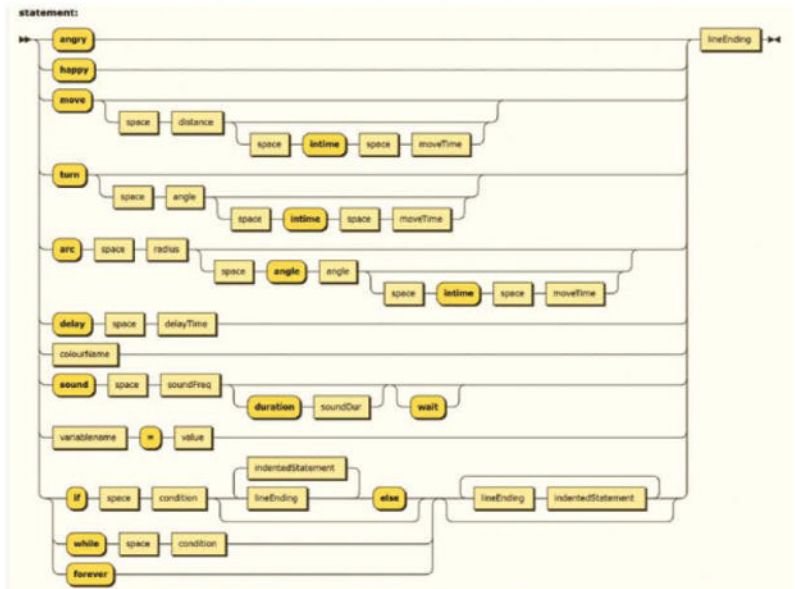 statement:
angry lineEnding
happy
move
space distance
space intime space moveTime
turn
space angle
space intime space moveTime
arc space radius
space angle angle
space intime space moveTime
delay space delayTime
colourName
sound space soundFreq
duration soundDur wait
variablename = value
indentedStatement
if space condition lineEnding else lineEnding indentedStatement
while space condition
forever